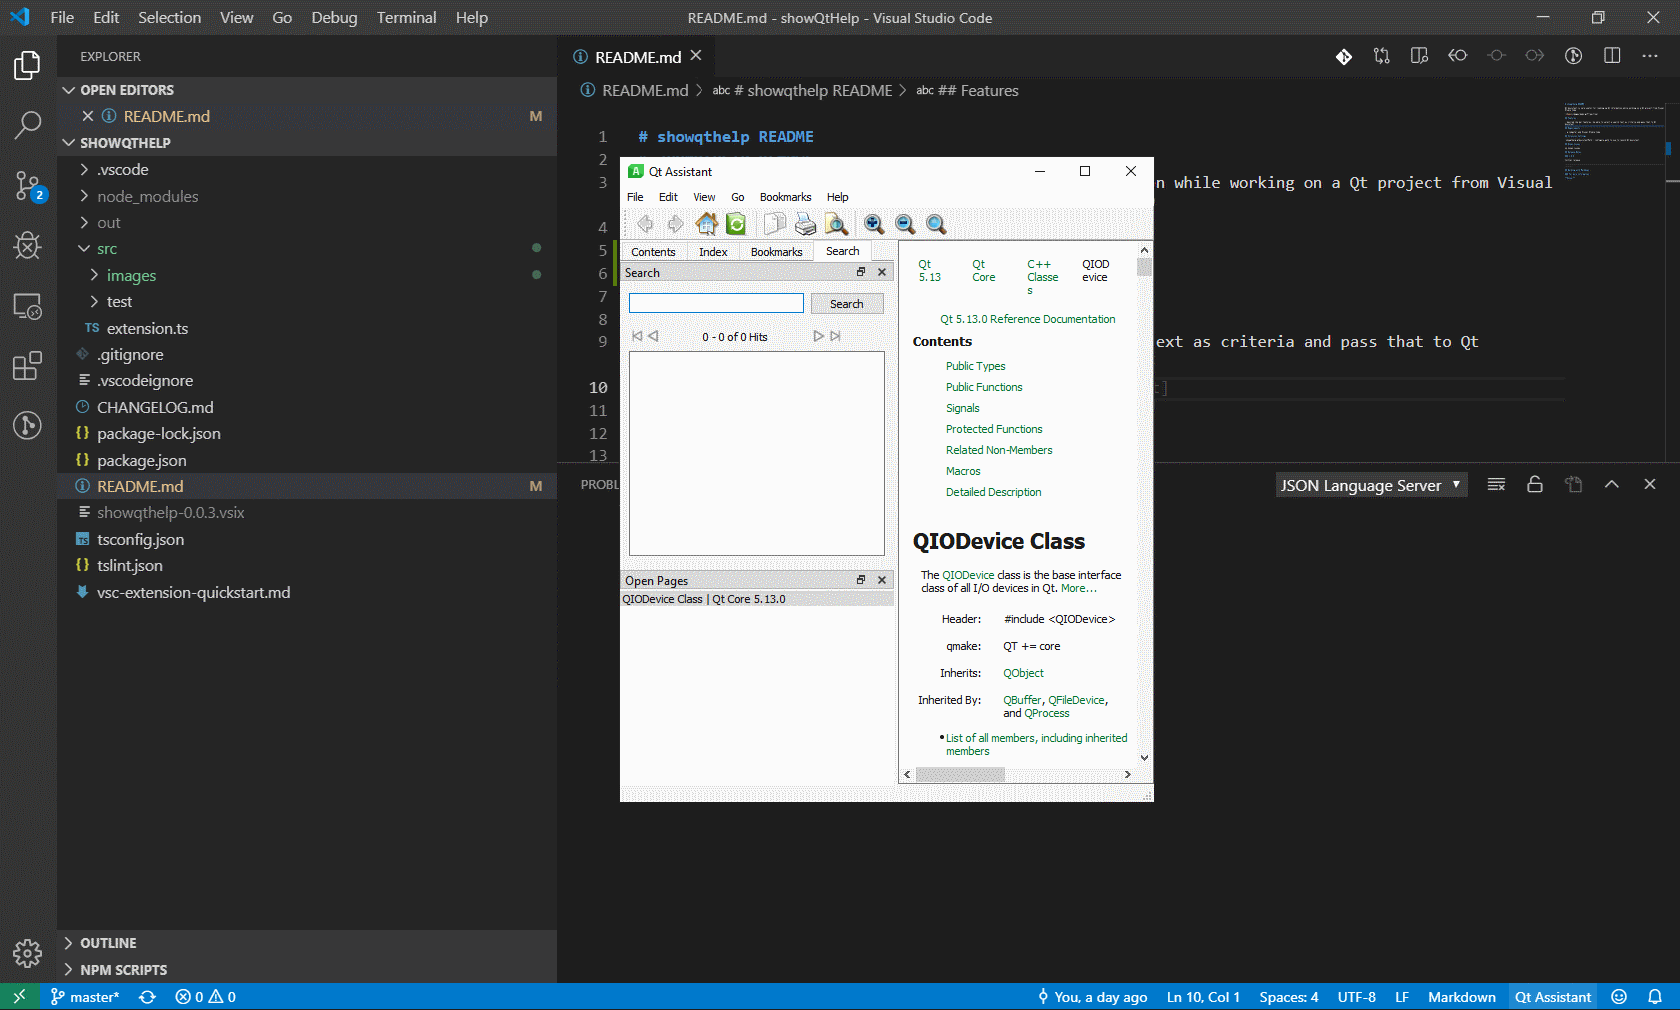 File Edit Selection View Go Debug Terminal Help
README.md - showQtHelp - Visual Studio Code
EXPLORER
OPEN EDITORS
README.md M
SHOWQTHELP
.vscode
node_modules
out
src
images
test
TS extension.ts
.gitignore
.vscodeignore
CHANGELOG.md
{} package-lock.json
{} package.json
README.md M
showqthelp-0.0.3.vsix
TS tsconfig.json
{} tslint.json
vsc-extension-quickstart.md
OUTLINE
NPM SCRIPTS
2
README.md
README.md > abc # showqthelp README > abc ## Features
1 # showqthelp README
2
3 n while working on a Qt project from Visual
4
5
6
7
8
9 ext as criteria and pass that to Qt
10 t]
11
12
13
PROBL
JSON Language Server
Qt Assistant
File Edit View Go Bookmarks Help
Contents Index Bookmarks Search
Search
Search
0 - 0 of 0 Hits
Open Pages
QIODevice Class | Qt Core 5.13.0
Qt 5.13
Qt Core
C++ Classe s
QIOD evice
Qt 5.13.0 Reference Documentation
Contents
Public Types
Public Functions
Signals
Protected Functions
Related Non-Members
Macros
Detailed Description
QIODevice Class
The QIODevice class is the base interface
class of all I/O devices in Qt. More...
Header: #include <QIODevice>
qmake: QT += core
Inherits: QObject
Inherited By: QBuffer, QFileDevice,
and QProcess
List of all members, including inherited
members
master* 0 0
You, a day ago Ln 10, Col 1 Spaces: 4 UTF-8 LF Markdown Qt Assistant